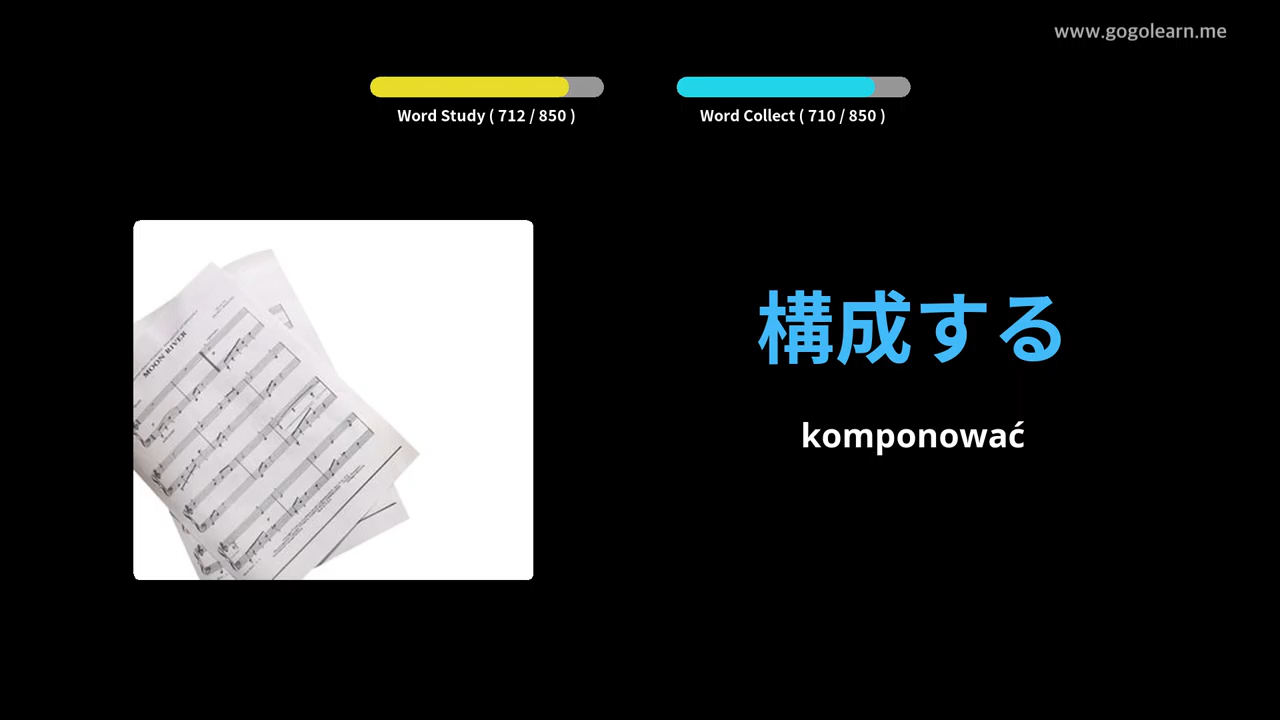 www.gogolearn.me
Word Study ( 712 / 850 )
Word Collect ( 710 / 850 )
MOON RIVER
構成する
komponować